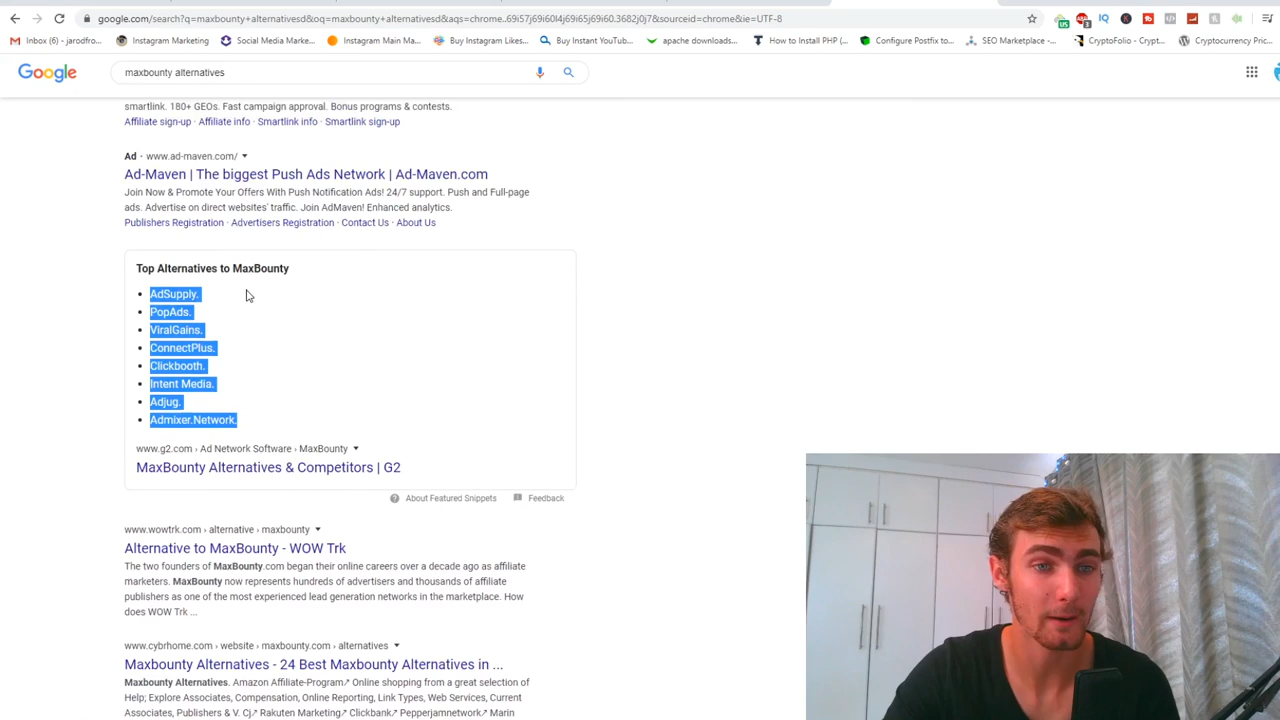 google.com/search?q=maxbounty+alternativesd&oq=maxbounty+alternativesd&aqs=chrome..69i57j69i60l4j69i65j69i60.3682j0j7&sourceid=chrome&ie=UTF-8
Inbox (6) - jarodfro...
Instagram Marketing
Social Media Marke...
Instagram Main Ma...
Buy Instagram Likes...
Buy Instant YouTub...
apache downloads...
How to Install PHP (...
Configure Postfix to...
SEO Marketplace -...
CryptoFolio - Crypt...
Cryptocurrency Pric...
Google
maxbounty alternatives
smartlink. 180+ GEOs. Fast campaign approval. Bonus programs & contests.
Affiliate sign-up · Affiliate info · Smartlink info · Smartlink sign-up
Ad · www.ad-maven.com/
Ad-Maven | The biggest Push Ads Network | Ad-Maven.com
Join Now & Promote Your Offers With Push Notification Ads! 24/7 support. Push and Full-page
ads. Advertise on direct websites' traffic. Join AdMaven! Enhanced analytics.
Publishers Registration · Advertisers Registration · Contact Us · About Us
Top Alternatives to MaxBounty
• AdSupply.
• PopAds.
• ViralGains.
• ConnectPlus.
• Clickbooth.
• Intent Media.
• Adjug.
• Admixer.Network.
www.g2.com › Ad Network Software › MaxBounty
MaxBounty Alternatives & Competitors | G2
About Featured Snippets
Feedback
www.wowtrk.com › alternative › maxbounty
Alternative to MaxBounty - WOW Trk
The two founders of MaxBounty.com began their online careers over a decade ago as affiliate
marketers. MaxBounty now represents hundreds of advertisers and thousands of affiliate
publishers as one of the most experienced lead generation networks in the marketplace. How
does WOW Trk ...
www.cybrhome.com › website › maxbounty.com › alternatives
Maxbounty Alternatives - 24 Best Maxbounty Alternatives in ...
Maxbounty Alternatives. Amazon Affiliate-Program↗ Online shopping from a great selection of
Help; Explore Associates, Compensation, Online Reporting, Link Types, Web Services, Current
Associates, Publishers & V. Cj↗ Rakuten Marketing↗ Clickbank↗ Pepperjamnetwork↗ Marin